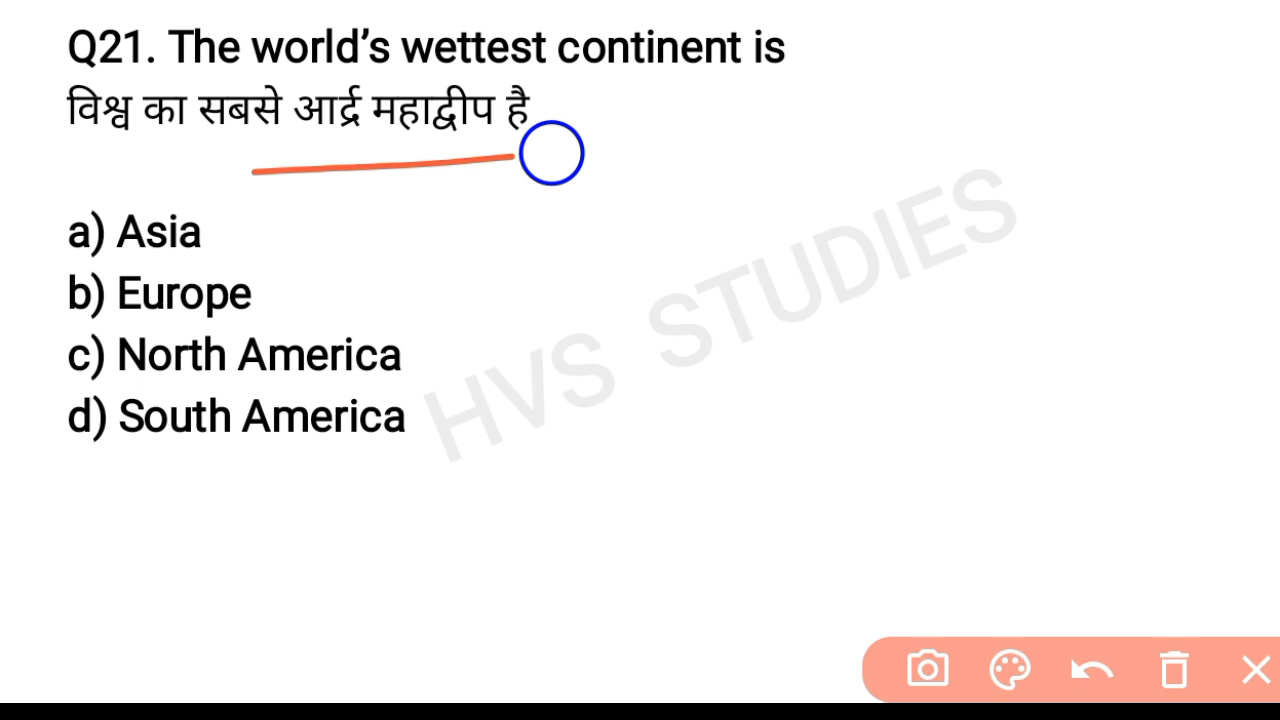 Q21. The world’s wettest continent is
विश्व का सबसे आर्द्र महाद्वीप है
a) Asia
b) Europe
c) North America
d) South America
HVS STUDIES